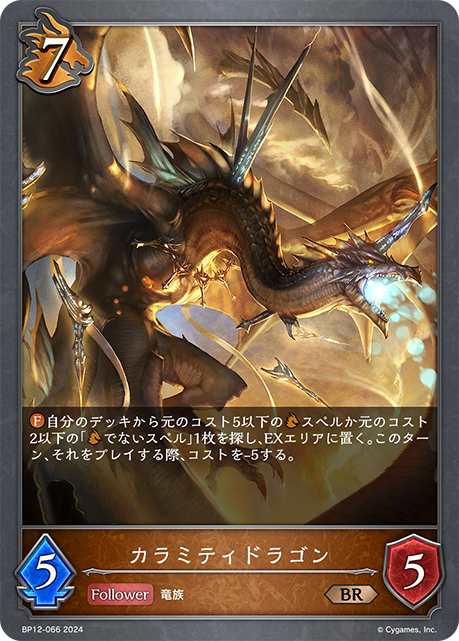 7
F 自分のデッキから元のコスト5以下のスペルか元のコスト
2以下の「でないスペル」1枚を探し、EXエリアに置く。このター
ン、それをプレイする際、コストを-5する。
カラミティドラゴン
5
Follower 竜族
BR
5
BP12-066 2024
© Cygames, Inc.